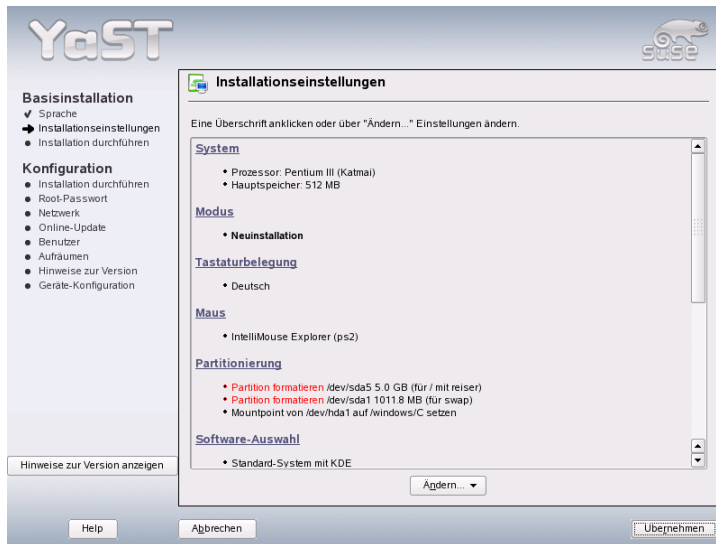 YaST
SUSE
Installationseinstellungen
Basisinstallation
Sprache
Installationseinstellungen
Installation durchführen
Konfiguration
Installation durchführen
Root-Passwort
Netzwerk
Online-Update
Benutzer
Aufräumen
Hinweise zur Version
Geräte-Konfiguration
Hinweise zur Version anzeigen
Eine Überschrift anklicken oder über "Ändern..." Einstellungen ändern.
System
• Prozessor: Pentium III (Katmai)
• Hauptspeicher: 512 MB
Modus
• Neuinstallation
Tastaturbelegung
• Deutsch
Maus
• IntelliMouse Explorer (ps2)
Partitionierung
• Partition formatieren /dev/sda5 5.0 GB (für / mit reiser)
• Partition formatieren /dev/sda1 1011.8 MB (für swap)
• Mountpoint von /dev/hda1 auf /windows/C setzen
Software-Auswahl
• Standard-System mit KDE
Ändern...
Help
Abbrechen
Übernehmen